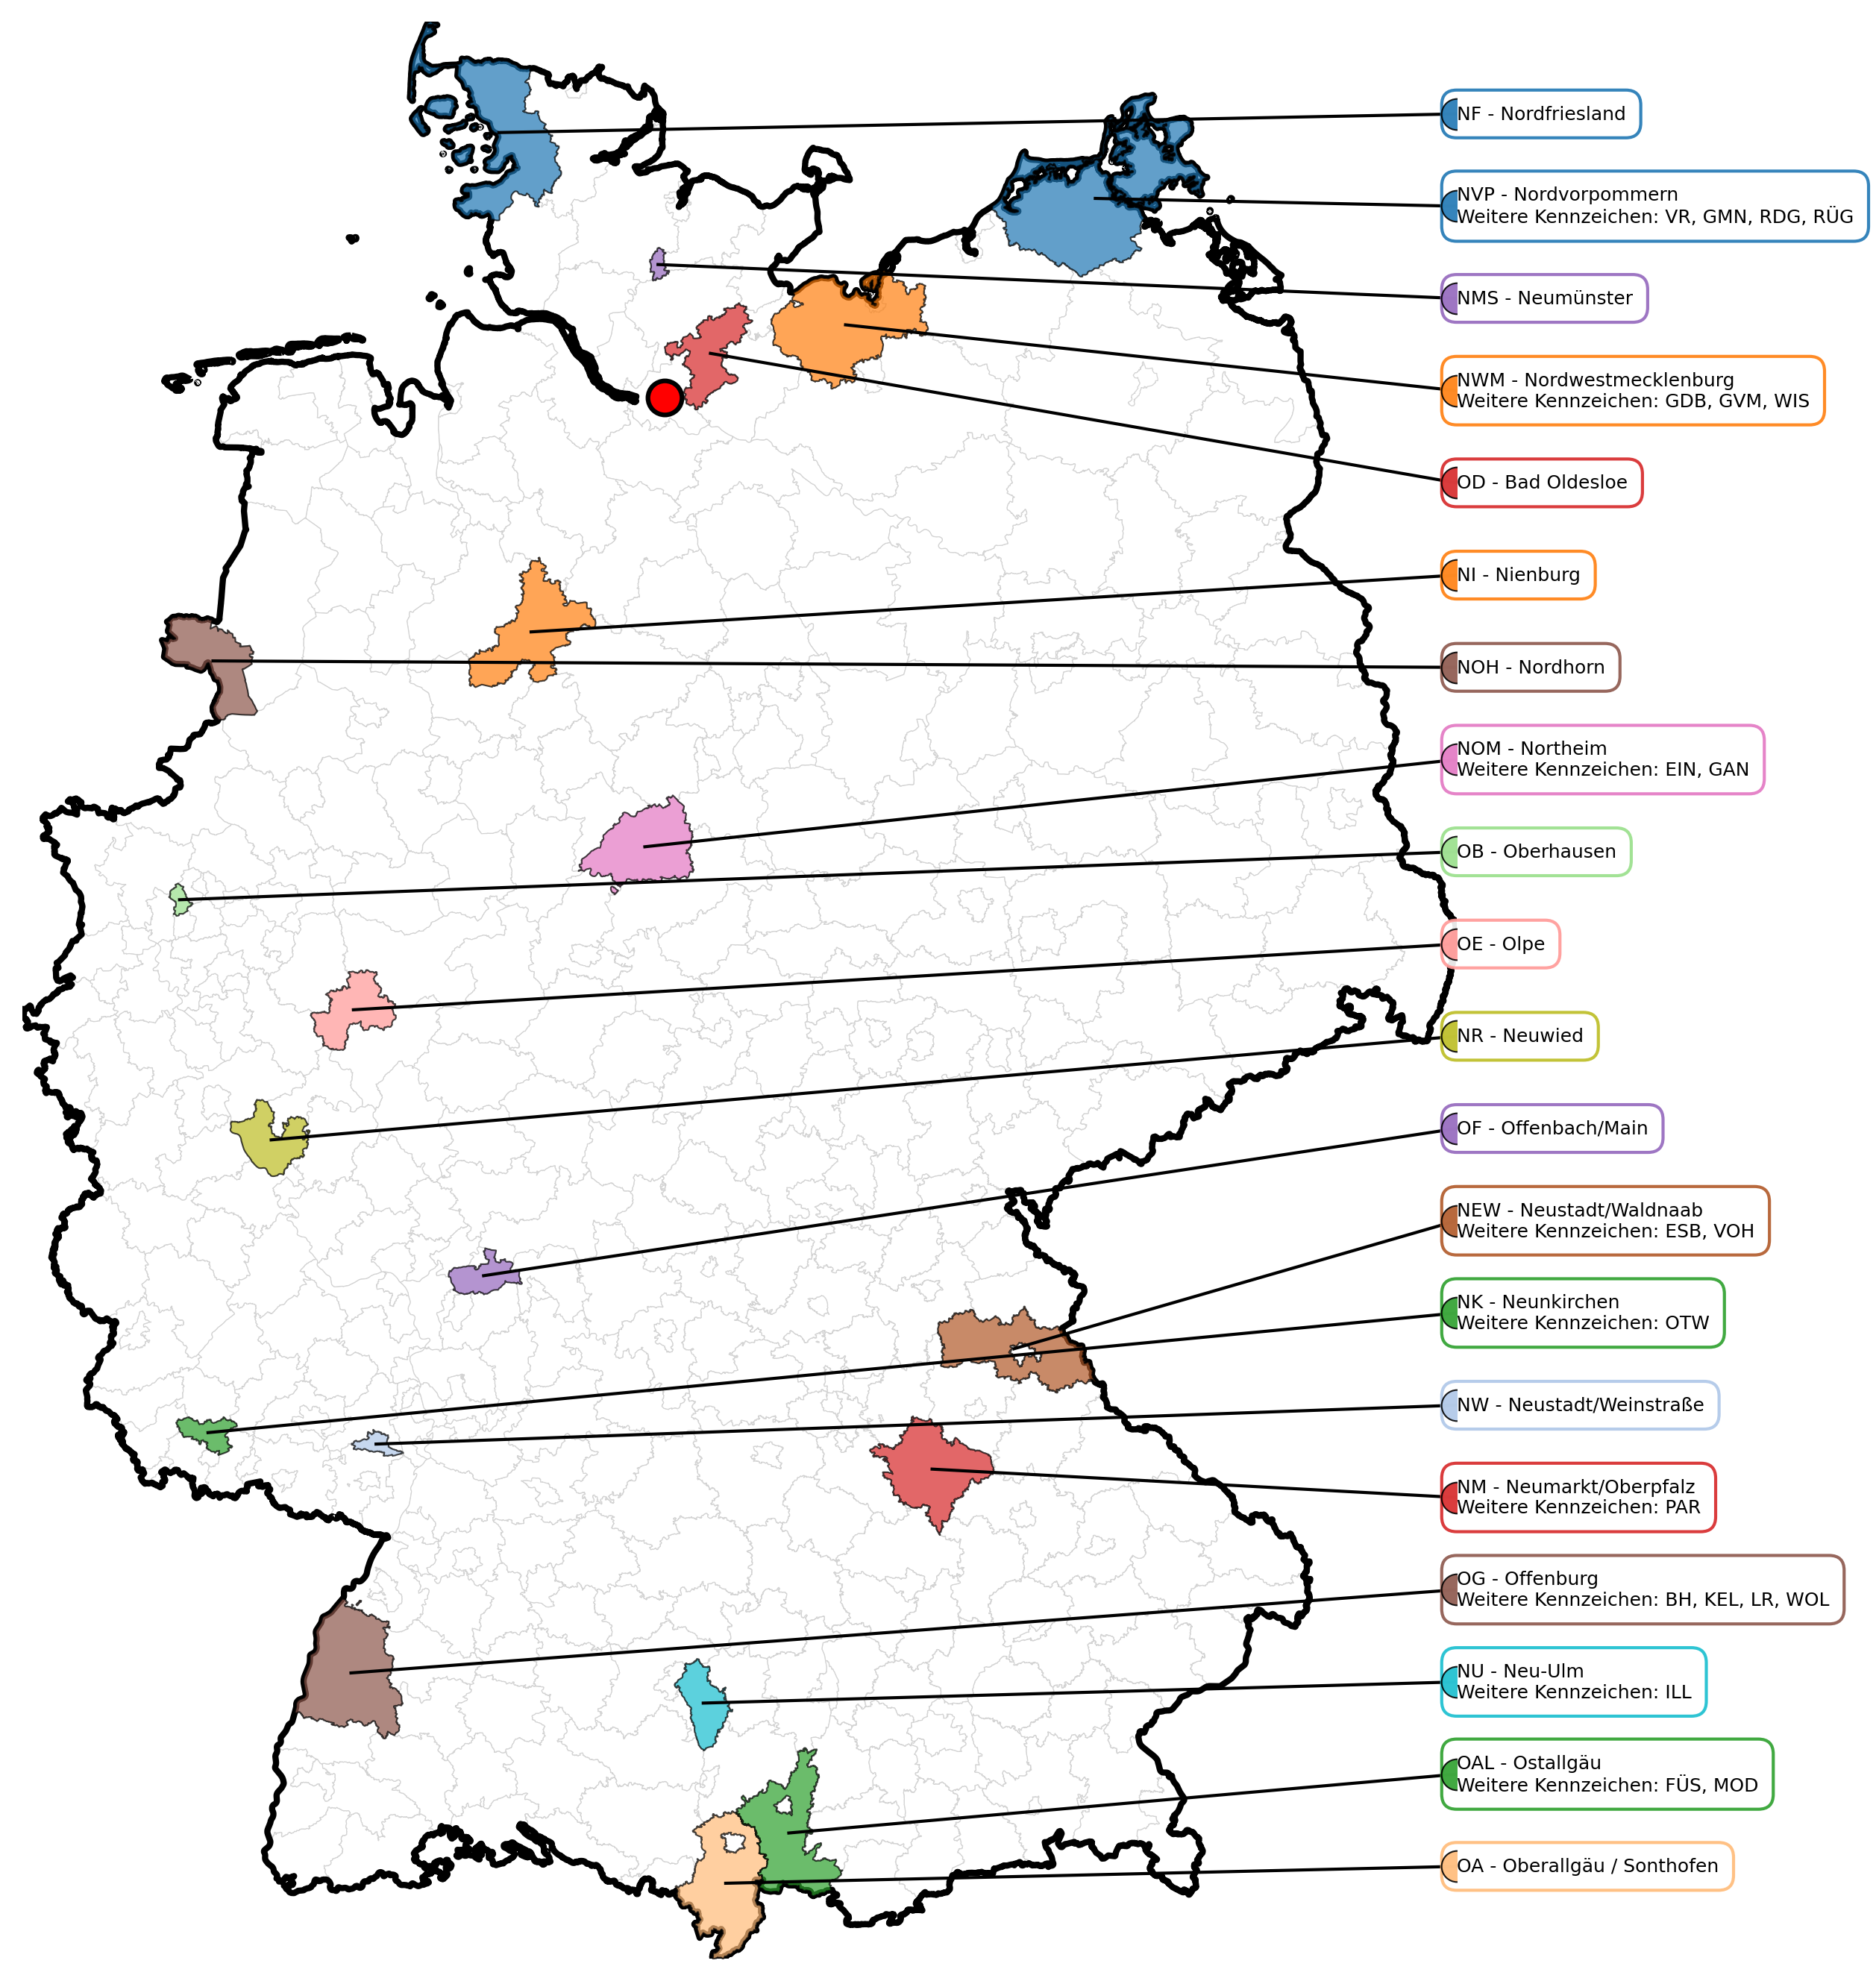 NF - Nordfriesland
NVP - Nordvorpommern
Weitere Kennzeichen: VR, GMN, RDG, RÜG
NMS - Neumünster
NWM - Nordwestmecklenburg
Weitere Kennzeichen: GDB, GVM, WIS
OD - Bad Oldesloe
NI - Nienburg
NOH - Nordhorn
NOM - Northeim
Weitere Kennzeichen: EIN, GAN
OB - Oberhausen
OE - Olpe
NR - Neuwied
OF - Offenbach/Main
NEW - Neustadt/Waldnaab
Weitere Kennzeichen: ESB, VOH
NK - Neunkirchen
Weitere Kennzeichen: OTW
NW - Neustadt/Weinstraße
NM - Neumarkt/Oberpfalz
Weitere Kennzeichen: PAR
OG - Offenburg
Weitere Kennzeichen: BH, KEL, LR, WOL
NU - Neu-Ulm
Weitere Kennzeichen: ILL
OAL - Ostallgäu
Weitere Kennzeichen: FÜS, MOD
OA - Oberallgäu / Sonthofen